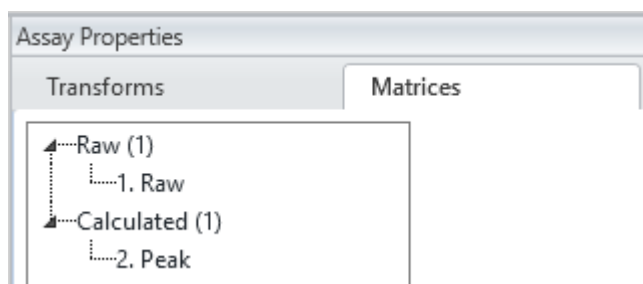 Assay Properties
Transforms Matrices
Raw (1)
1. Raw
Calculated (1)
2. Peak